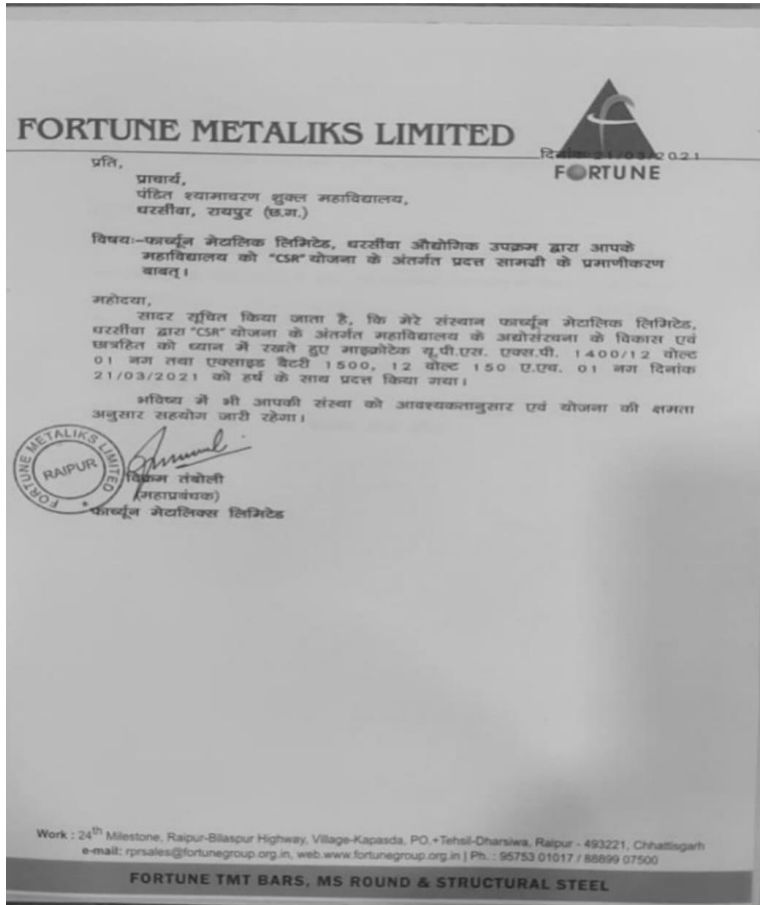 FORTUNE METALIKS LIMITED
FORTUNE
दिनांक 21/03/2021
प्रति,
प्राचार्य,
पंडित श्यामाचरण शुक्ल महाविद्यालय,
धरसींवा, रायपुर (छ.ग.)
विषयः–फार्च्यून मेटालिक लिमिटेड, धरसींवा औद्योगिक उपक्रम द्वारा आपके
महाविद्यालय को "CSR" योजना के अंतर्गत प्रदत्त सामग्री के प्रमाणीकरण
बाबत्।
महोदया,
सादर सूचित किया जाता है, कि मेरे संस्थान फार्च्यून मेटालिक लिमिटेड,
धरसींवा द्वारा "CSR" योजना के अंतर्गत महाविद्यालय के अद्योसंरचना के विकास एवं
छात्रहित को ध्यान में रखते हुए माइक्रोटेक यू.पी.एस. एक्स.पी. 1400/12 वोल्ट
01 नग तथा एक्साइड बैटरी 1500, 12 वोल्ट 150 ए.एच. 01 नग दिनांक
21/03/2021 को हर्ष के साथ प्रदत्त किया गया।
भविष्य में भी आपकी संस्था को आवश्यकतानुसार एवं योजना की क्षमता
अनुसार सहयोग जारी रहेगा।
FORTUNE METALIKS LIMITED
RAIPUR
विक्रम तंबोली
(महाप्रबंधक)
फार्च्यून मेटालिक्स लिमिटेड
Work : 24th Milestone, Raipur-Bilaspur Highway, Village-Kapasda, PO.+Tehsil-Dharsiwa, Raipur - 493221, Chhattisgarh
e-mail: rprsales@fortunegroup.org.in, web.www.fortunegroup.org.in | Ph. : 95753 01017 / 88899 07500
FORTUNE TMT BARS, MS ROUND & STRUCTURAL STEEL